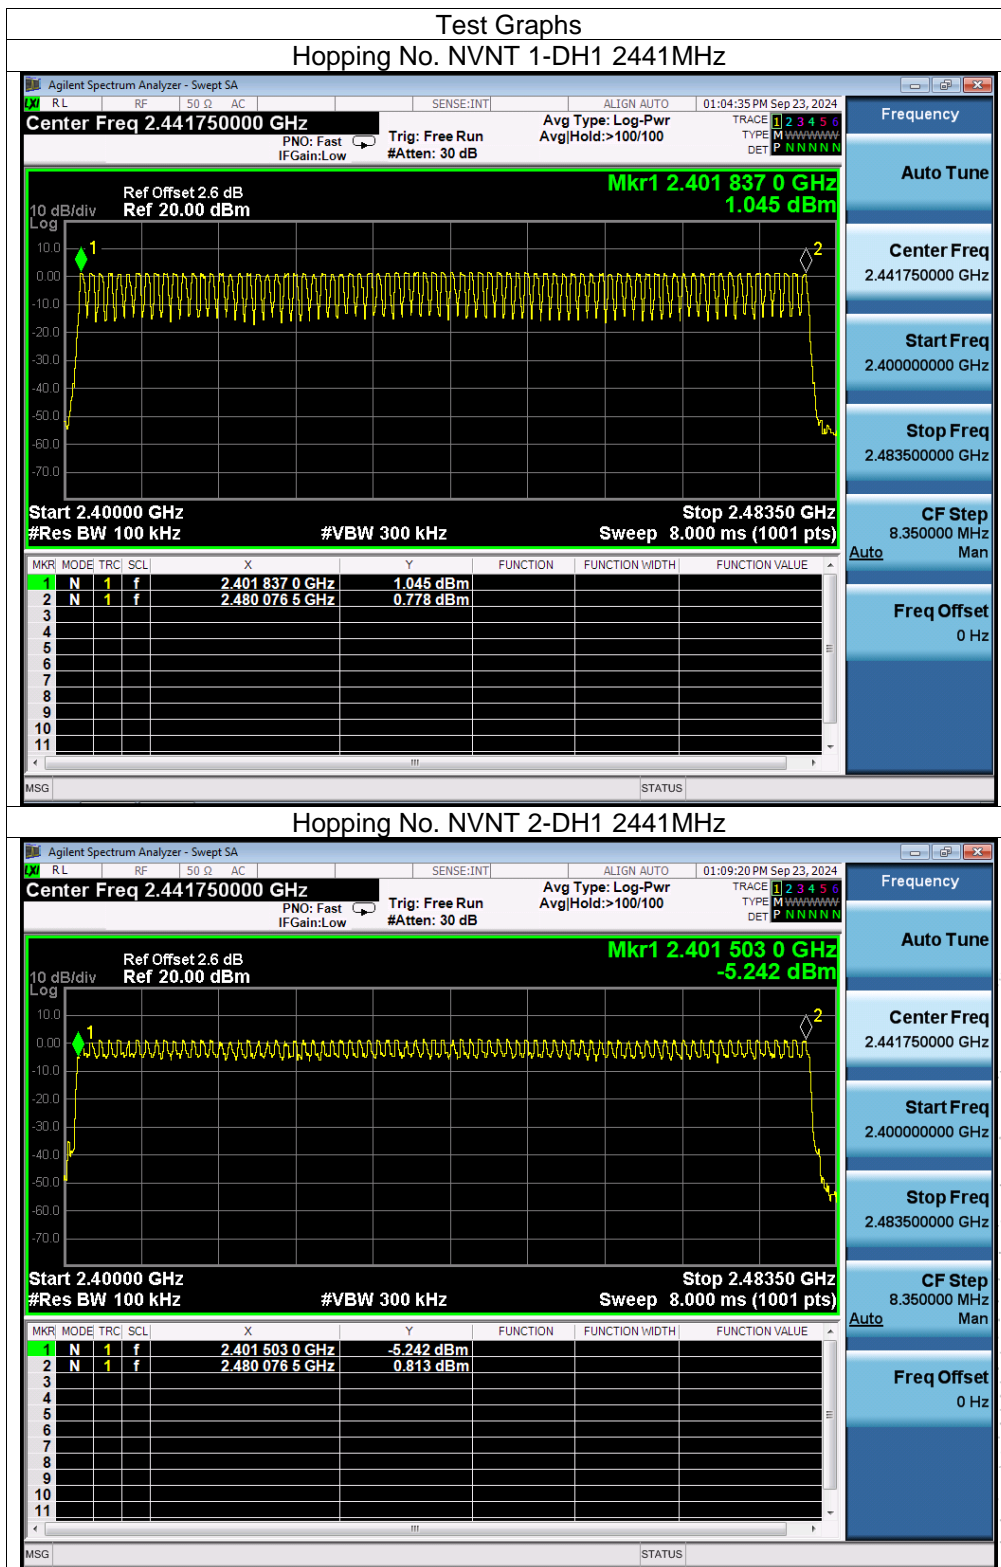 Test Graphs
Hopping No. NVNT 1-DH1 2441MHz
Agilent Spectrum Analyzer - Swept SA
LXI RL RF 50 Ω AC SENSE:INT ALIGN AUTO 01:04:35 PM Sep 23, 2024
Center Freq 2.441750000 GHz
PNO: Fast
IFGain:Low
Trig: Free Run
#Atten: 30 dB
Avg Type: Log-Pwr
Avg|Hold:>100/100
TRACE 1 2 3 4 5 6
TYPE M WWWWW
DET P N N N N N
Mkr1 2.401 837 0 GHz
1.045 dBm
Ref Offset 2.6 dB
10 dB/div Ref 20.00 dBm
Log
10.0
0.00
-10.0
-20.0
-30.0
-40.0
-50.0
-60.0
-70.0
1
2
Start 2.40000 GHz Stop 2.48350 GHz
#Res BW 100 kHz #VBW 300 kHz Sweep 8.000 ms (1001 pts)
MKR MODE TRC SCL X Y FUNCTION FUNCTION WIDTH FUNCTION VALUE
1 N 1 f 2.401 837 0 GHz 1.045 dBm
2 N 1 f 2.480 076 5 GHz 0.778 dBm
3
4
5
6
7
8
9
10
11
MSG STATUS
Frequency
Auto Tune
Center Freq
2.441750000 GHz
Start Freq
2.400000000 GHz
Stop Freq
2.483500000 GHz
CF Step
8.350000 MHz
Auto Man
Freq Offset
0 Hz
Hopping No. NVNT 2-DH1 2441MHz
Agilent Spectrum Analyzer - Swept SA
LXI RL RF 50 Ω AC SENSE:INT ALIGN AUTO 01:09:20 PM Sep 23, 2024
Center Freq 2.441750000 GHz
PNO: Fast
IFGain:Low
Trig: Free Run
#Atten: 30 dB
Avg Type: Log-Pwr
Avg|Hold:>100/100
TRACE 1 2 3 4 5 6
TYPE M WWWWW
DET P N N N N N
Mkr1 2.401 503 0 GHz
-5.242 dBm
Ref Offset 2.6 dB
10 dB/div Ref 20.00 dBm
Log
10.0
0.00
-10.0
-20.0
-30.0
-40.0
-50.0
-60.0
-70.0
1
2
Start 2.40000 GHz Stop 2.48350 GHz
#Res BW 100 kHz #VBW 300 kHz Sweep 8.000 ms (1001 pts)
MKR MODE TRC SCL X Y FUNCTION FUNCTION WIDTH FUNCTION VALUE
1 N 1 f 2.401 503 0 GHz -5.242 dBm
2 N 1 f 2.480 076 5 GHz 0.813 dBm
3
4
5
6
7
8
9
10
11
MSG STATUS
Frequency
Auto Tune
Center Freq
2.441750000 GHz
Start Freq
2.400000000 GHz
Stop Freq
2.483500000 GHz
CF Step
8.350000 MHz
Auto Man
Freq Offset
0 Hz